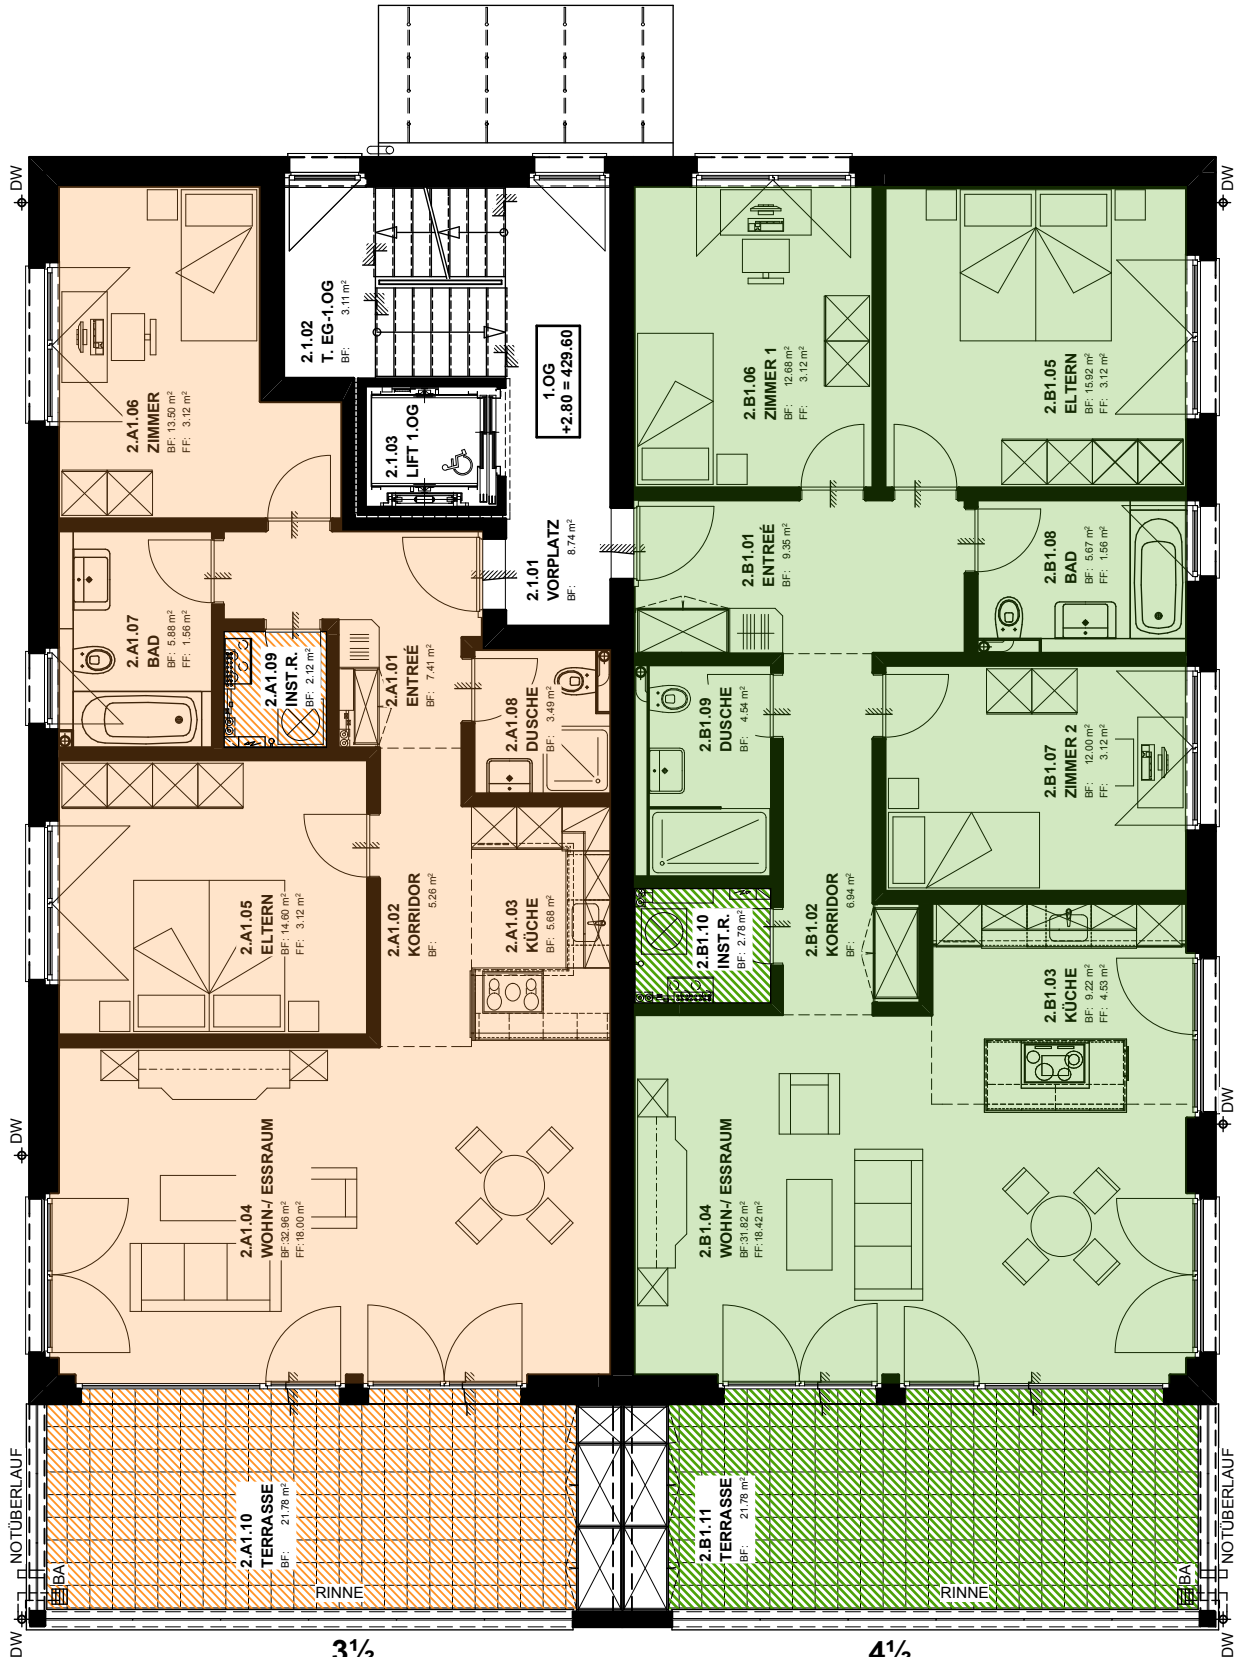 DW
DW
2.A1.06
ZIMMER
BF: 13.50 m²
FF: 3.12 m²
2.1.02
T. EG-1.OG
BF: 3.11 m²
2.1.03
LIFT 1.OG
1.OG
+2.80 = 429.60
2.1.01
VORPLATZ
BF: 8.74 m²
2.B1.06
ZIMMER 1
BF: 12.68 m²
FF: 3.12 m²
2.B1.05
ELTERN
BF: 15.92 m²
FF: 3.12 m²
2.A1.07
BAD
BF: 5.88 m²
FF: 1.56 m²
2.A1.09
INST.R.
BF: 2.12 m²
2.A1.01
ENTREÉ
BF: 7.41 m²
2.A1.08
DUSCHE
BF: 3.49 m²
2.B1.01
ENTREÉ
BF: 9.35 m²
2.B1.08
BAD
BF: 5.67 m²
FF: 1.56 m²
2.B1.09
DUSCHE
BF: 4.54 m²
2.B1.07
ZIMMER 2
BF: 12.00 m²
FF: 3.12 m²
2.A1.05
ELTERN
BF: 14.60 m²
FF: 3.12 m²
2.A1.02
KORRIDOR
BF: 5.26 m²
2.A1.03
KÜCHE
BF: 5.68 m²
2.B1.10
INST.R.
BF: 2.78 m²
2.B1.02
KORRIDOR
BF: 6.94 m²
2.B1.03
KÜCHE
BF: 9.22 m²
FF: 4.53 m²
DW
DW
2.A1.04
WOHN-/ ESSRAUM
BF: 32.96 m²
FF: 18.00 m²
2.B1.04
WOHN-/ ESSRAUM
BF: 31.82 m²
FF: 18.42 m²
NOTÜBERLAUF
2.A1.10
TERRASSE
BF: 21.78 m²
2.B1.11
TERRASSE
BF: 21.78 m²
NOTÜBERLAUF
BA
RINNE
RINNE
BA
DW
DW
3½
4½